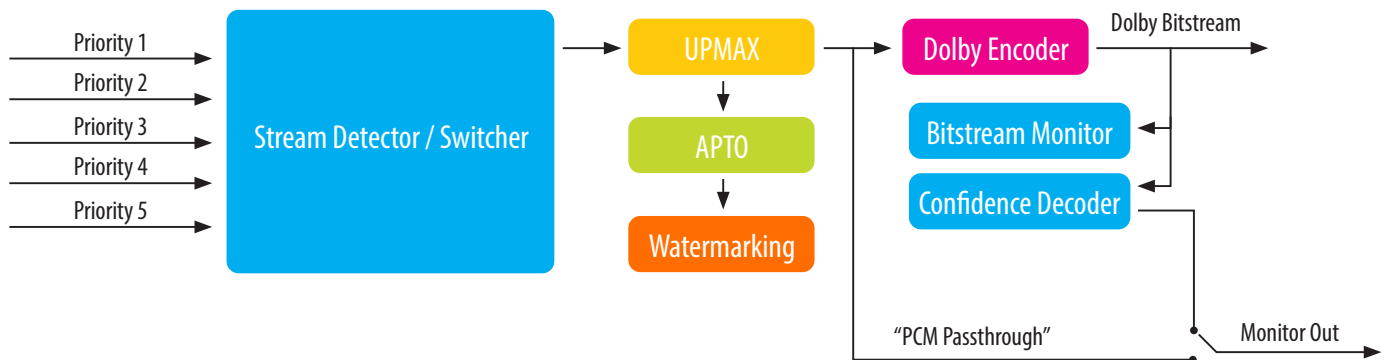 Priority 1
Priority 2
Priority 3
Priority 4
Priority 5
Stream Detector / Switcher
UPMAX
APTO
Watermarking
Dolby Encoder
Dolby Bitstream
Bitstream Monitor
Confidence Decoder
“PCM Passthrough”
Monitor Out